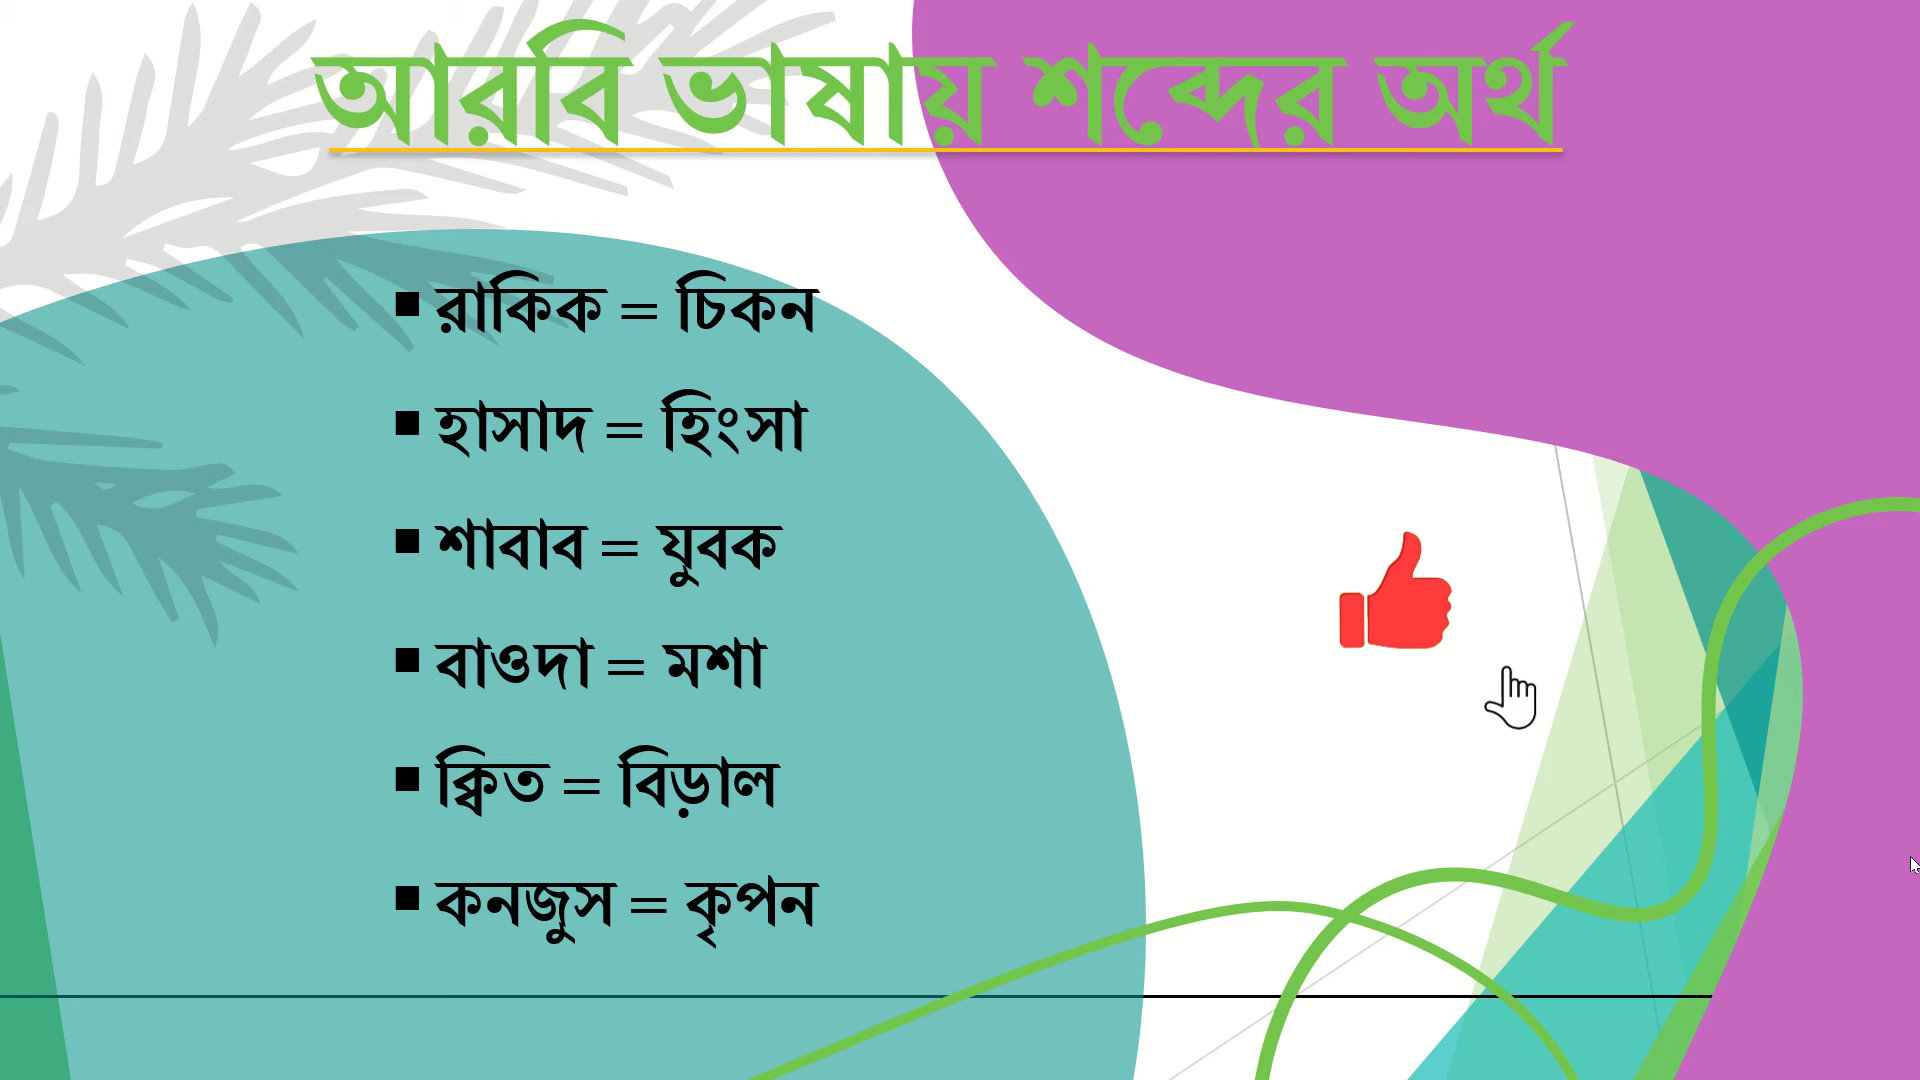 আরবি ভাষায় শব্দের অর্থ
▪ রাকিক = চিকন
▪ হাসাদ = হিংসা
▪ শাবাব = যুবক
▪ বাওদা = মশা
▪ ক্বিত = বিড়াল
▪ কনজুস = কৃপন